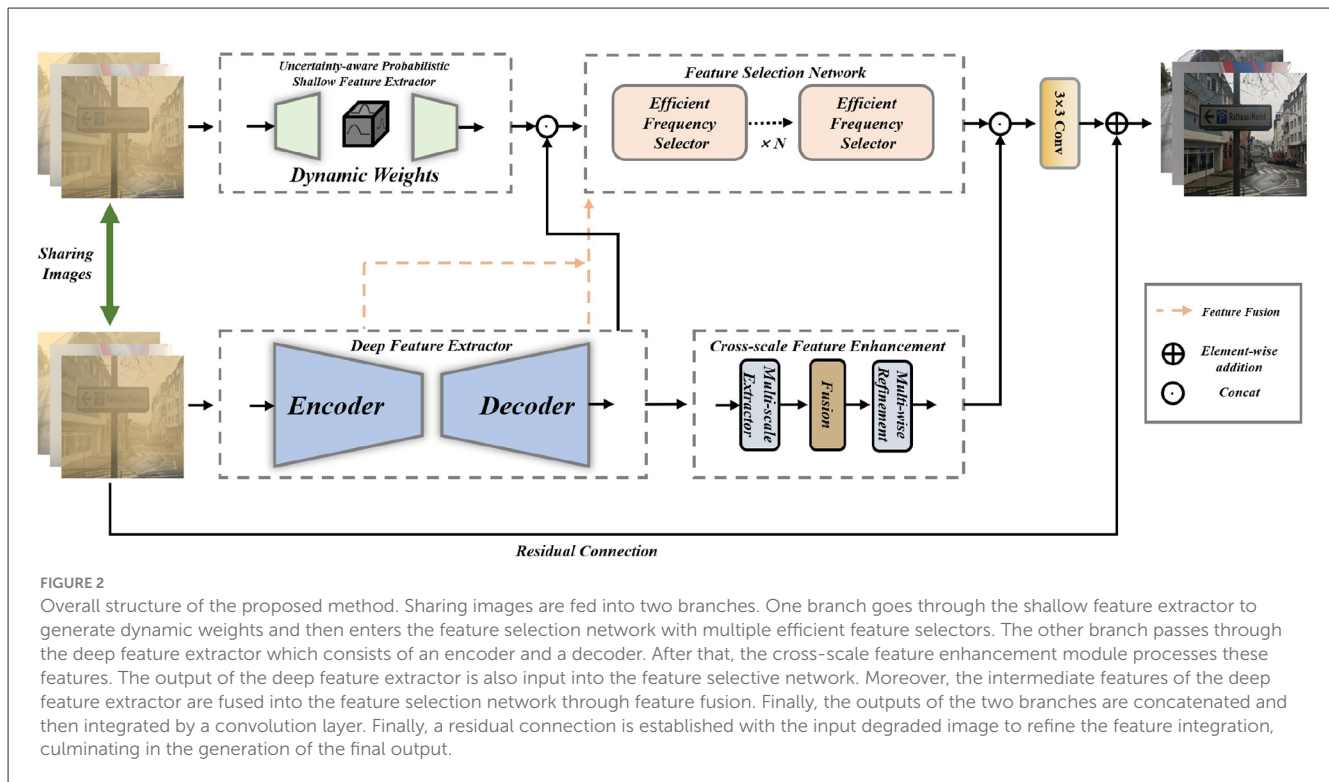 Uncertainty-aware Probabilistic
Shallow Feature Extractor
Dynamic Weights
Feature Selection Network
Efficient
Frequency
Selector
× N
Efficient
Frequency
Selector
3×3 Conv
Rathaus/Markt
Sharing
Images
Deep Feature Extractor
Encoder
Decoder
Cross-scale Feature Enhancement
Multi-scale
Extractor
Fusion
Multi-wise
Refinement
Feature Fusion
Element-wise
addition
Concat
Residual Connection
FIGURE 2
Overall structure of the proposed method. Sharing images are fed into two branches. One branch goes through the shallow feature extractor to
generate dynamic weights and then enters the feature selection network with multiple efficient feature selectors. The other branch passes through
the deep feature extractor which consists of an encoder and a decoder. After that, the cross-scale feature enhancement module processes these
features. The output of the deep feature extractor is also input into the feature selective network. Moreover, the intermediate features of the deep
feature extractor are fused into the feature selection network through feature fusion. Finally, the outputs of the two branches are concatenated and
then integrated by a convolution layer. Finally, a residual connection is established with the input degraded image to refine the feature integration,
culminating in the generation of the final output.